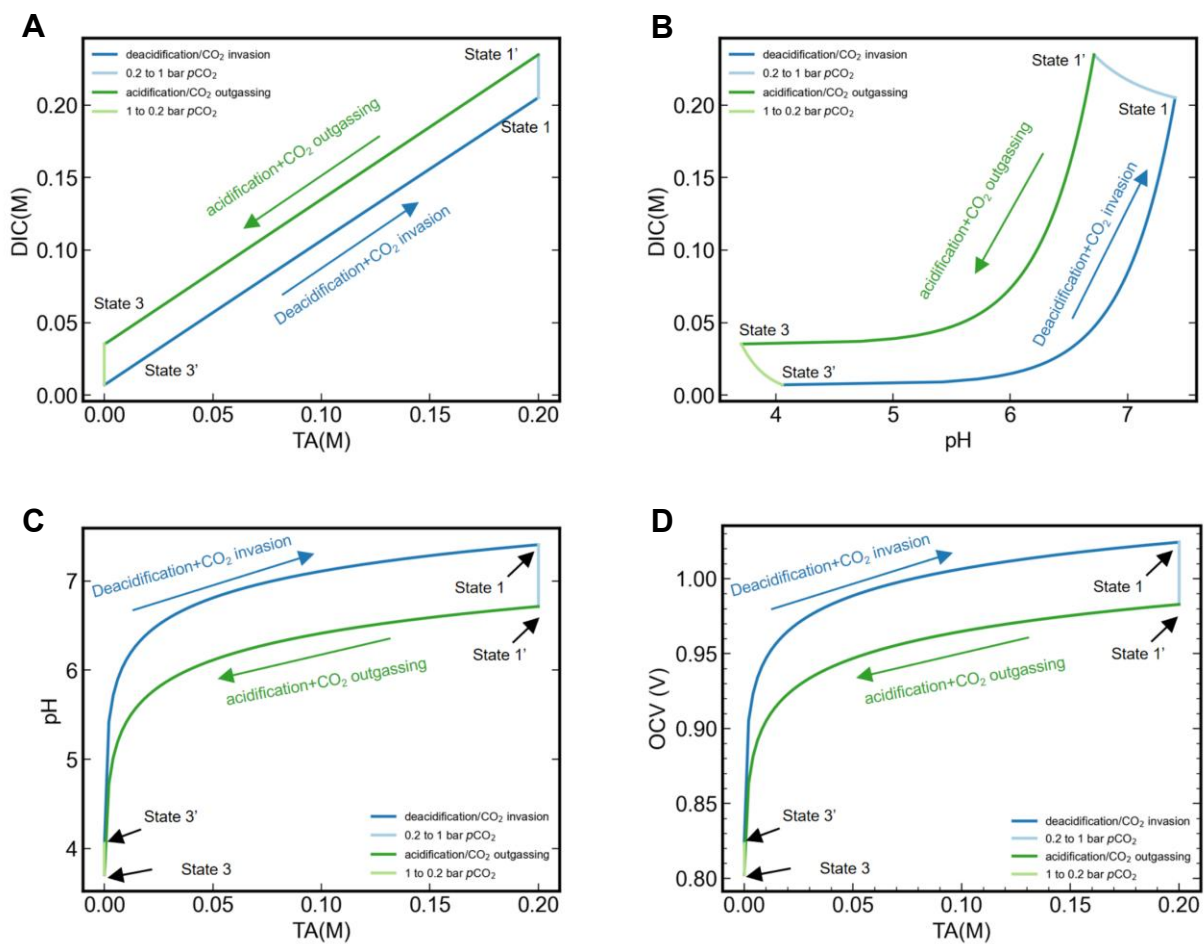 A
deacidification/CO₂ invasion
0.2 to 1 bar pCO₂
acidification/CO₂ outgassing
1 to 0.2 bar pCO₂
State 1’
State 1
acidification+CO₂ outgassing
Deacidification+CO₂ invasion
State 3
State 3’
DIC(M)
0.20
0.15
0.10
0.05
0.00
0.00 0.05 0.10 0.15 0.20
TA(M)
B
deacidification/CO₂ invasion
0.2 to 1 bar pCO₂
acidification/CO₂ outgassing
1 to 0.2 bar pCO₂
State 1’
State 1
acidification+CO₂ outgassing
Deacidification+CO₂ invasion
State 3
State 3’
DIC(M)
0.20
0.15
0.10
0.05
0.00
4 5 6 7
pH
C
Deacidification+CO₂ invasion
State 1
State 1’
acidification+CO₂ outgassing
State 3’
State 3
deacidification/CO₂ invasion
0.2 to 1 bar pCO₂
acidification/CO₂ outgassing
1 to 0.2 bar pCO₂
pH
7
6
5
4
0.00 0.05 0.10 0.15 0.20
TA(M)
D
Deacidification+CO₂ invasion
State 1
State 1’
acidification+CO₂ outgassing
State 3’
State 3
deacidification/CO₂ invasion
0.2 to 1 bar pCO₂
acidification/CO₂ outgassing
1 to 0.2 bar pCO₂
OCV (V)
1.00
0.95
0.90
0.85
0.80
0.00 0.05 0.10 0.15 0.20
TA(M)